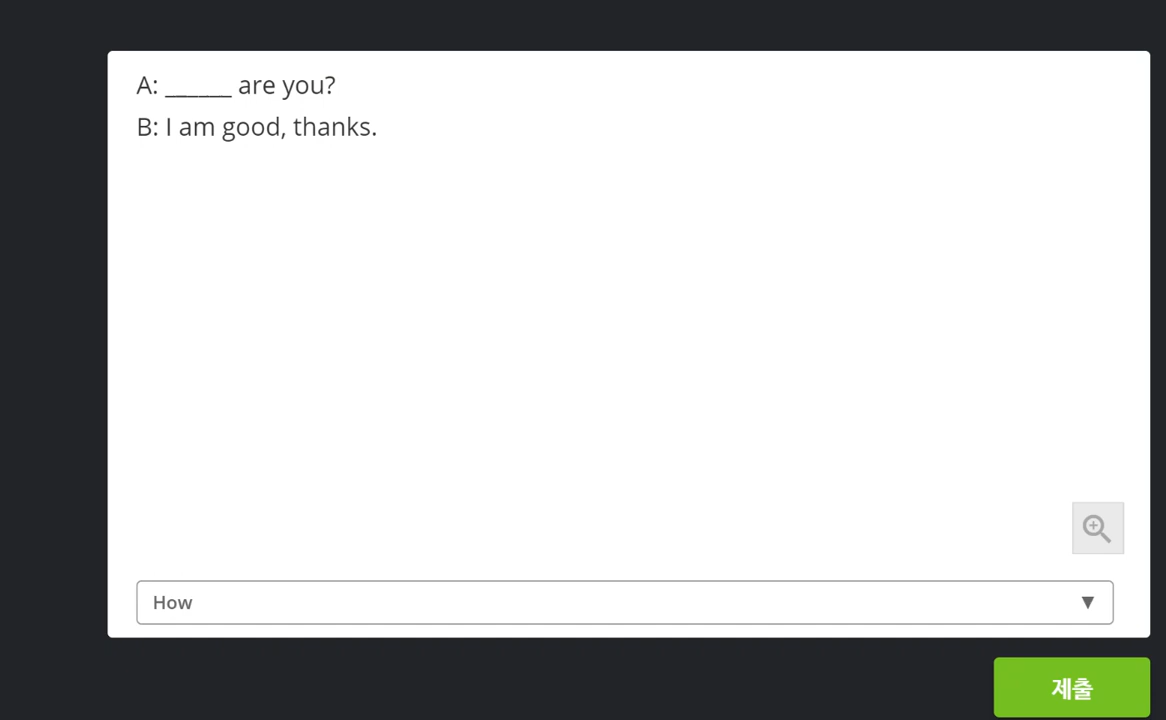 A: ______ are you?
B: I am good, thanks.
How
제출